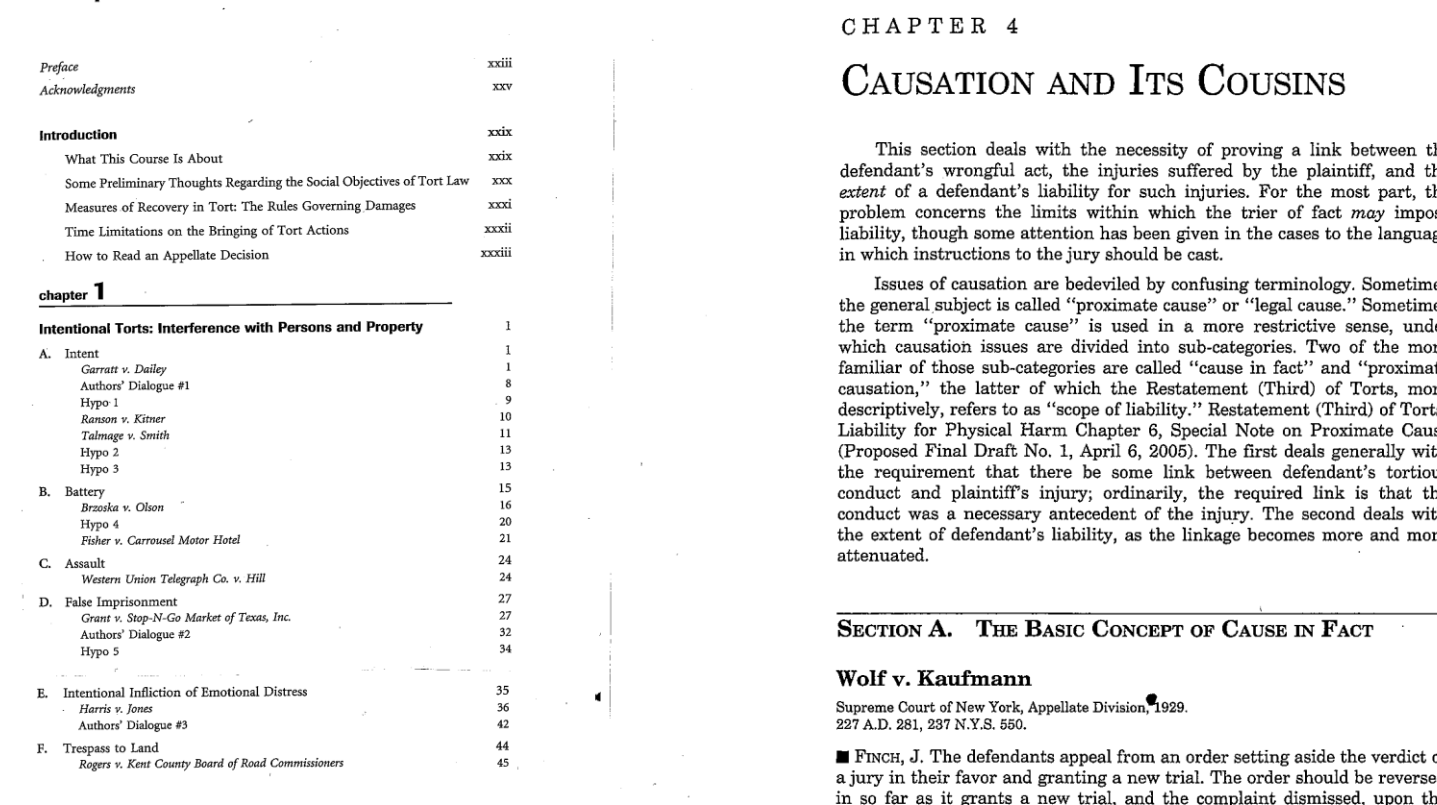 Preface xxiii
Acknowledgments xxv
Introduction xxix
What This Course Is About xxix
Some Preliminary Thoughts Regarding the Social Objectives of Tort Law xxx
Measures of Recovery in Tort: The Rules Governing Damages xxxi
Time Limitations on the Bringing of Tort Actions xxxii
How to Read an Appellate Decision xxxiii
chapter 1
Intentional Torts: Interference with Persons and Property 1
A. Intent 1
Garratt v. Dailey 1
Authors' Dialogue #1 8
Hypo 1 9
Ranson v. Kitner 10
Talmage v. Smith 11
Hypo 2 13
Hypo 3 13
B. Battery 15
Brzoska v. Olson 16
Hypo 4 20
Fisher v. Carrousel Motor Hotel 21
C. Assault 24
Western Union Telegraph Co. v. Hill 24
D. False Imprisonment 27
Grant v. Stop-N-Go Market of Texas, Inc. 27
Authors' Dialogue #2 32
Hypo 5 34
E. Intentional Infliction of Emotional Distress 35
Harris v. Jones 36
Authors' Dialogue #3 42
F. Trespass to Land 44
Rogers v. Kent County Board of Road Commissioners 45
CHAPTER 4
CAUSATION AND ITS COUSINS
This section deals with the necessity of proving a link between th
defendant's wrongful act, the injuries suffered by the plaintiff, and th
extent of a defendant's liability for such injuries. For the most part, th
problem concerns the limits within which the trier of fact may impos
liability, though some attention has been given in the cases to the languag
in which instructions to the jury should be cast.
Issues of causation are bedeviled by confusing terminology. Sometime
the general subject is called "proximate cause" or "legal cause." Sometime
the term "proximate cause" is used in a more restrictive sense, unde
which causation issues are divided into sub-categories. Two of the mor
familiar of those sub-categories are called "cause in fact" and "proximat
causation," the latter of which the Restatement (Third) of Torts, mor
descriptively, refers to as "scope of liability." Restatement (Third) of Torts
Liability for Physical Harm Chapter 6, Special Note on Proximate Caus
(Proposed Final Draft No. 1, April 6, 2005). The first deals generally wit
the requirement that there be some link between defendant's tortiou
conduct and plaintiff's injury; ordinarily, the required link is that th
conduct was a necessary antecedent of the injury. The second deals wit
the extent of defendant's liability, as the linkage becomes more and mor
attenuated.
SECTION A. THE BASIC CONCEPT OF CAUSE IN FACT
Wolf v. Kaufmann
Supreme Court of New York, Appellate Division, 1929.
227 A.D. 281, 237 N.Y.S. 550.
■ FINCH, J. The defendants appeal from an order setting aside the verdict o
a jury in their favor and granting a new trial. The order should be reverse
in so far as it grants a new trial, and the complaint dismissed, upon th